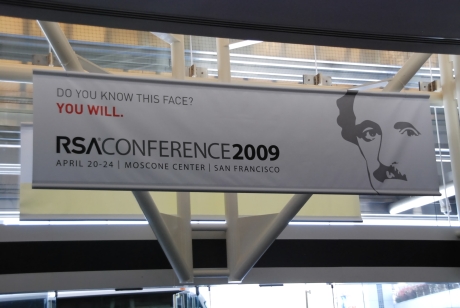 DO YOU KNOW THIS FACE?
YOU WILL.
RSACONFERENCE2009
APRIL 20-24 | MOSCONE CENTER | SAN FRANCISCO